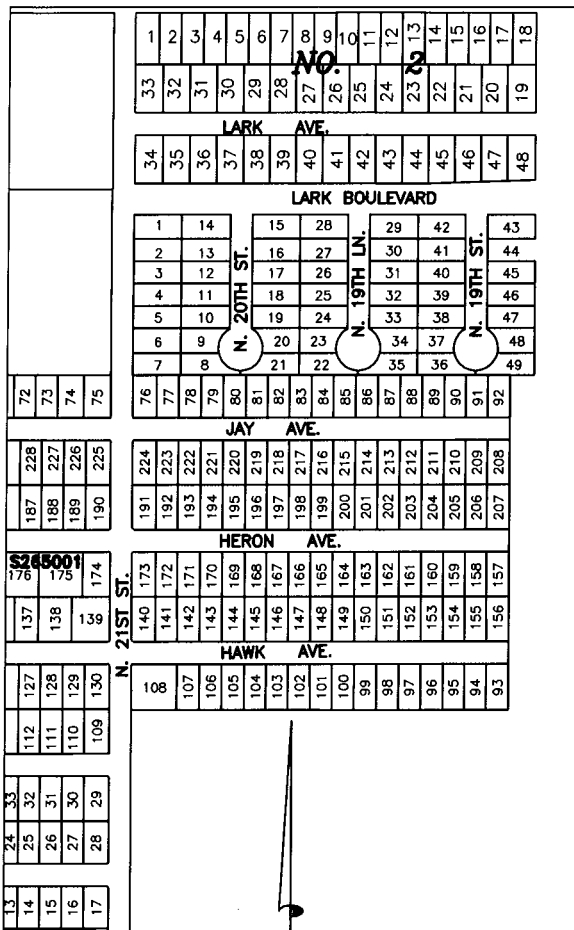 1 2 3 4 5 6 7 8 9 10 11 12 13 14 15 16 17 18
NO. 2
33 32 31 30 29 28 27 26 25 24 23 22 21 20 19
LARK AVE.
34 35 36 37 38 39 40 41 42 43 44 45 46 47 48
LARK BOULEVARD
1 14 15 28 29 42 43
2 13 16 27 30 41 44
3 12 17 26 31 40 45
4 11 18 25 32 39 46
5 10 19 24 33 38 47
6 9 20 23 34 37 48
7 8 21 22 35 36 49
N. 20TH ST.
N. 19TH LN.
N. 19TH ST.
72 73 74 75 76 77 78 79 80 81 82 83 84 85 86 87 88 89 90 91 92
JAY AVE.
228 227 226 225 224 223 222 221 220 219 218 217 216 215 214 213 212 211 210 209 208
187 188 189 190 191 192 193 194 195 196 197 198 199 200 201 202 203 204 205 206 207
HERON AVE.
S265001
176 175 174 173 172 171 170 169 168 167 166 165 164 163 162 161 160 159 158 157
137 138 139 140 141 142 143 144 145 146 147 148 149 150 151 152 153 154 155 156
N. 21ST ST.
HAWK AVE.
127 128 129 130 108 107 106 105 104 103 102 101 100 99 98 97 96 95 94 93
112 111 110 109
33 32 31 30 29
24 25 26 27 28
13 14 15 16 17